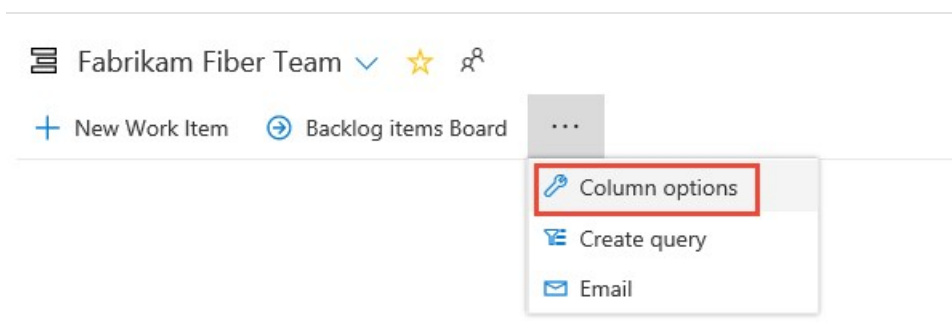 Fabrikam Fiber Team
New Work Item Backlog items Board ...
Column options
Create query
Email